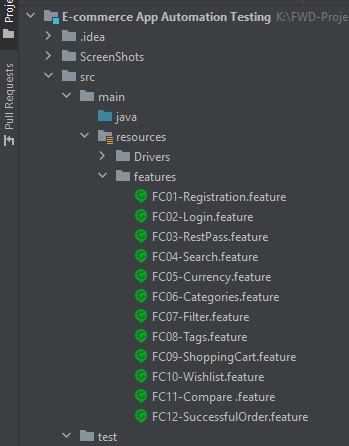 E-commerce App Automation Testing K:\FWD-Proje
.idea
ScreenShots
src
main
java
resources
Drivers
features
FC01-Registration.feature
FC02-Login.feature
FC03-RestPass.feature
FC04-Search.feature
FC05-Currency.feature
FC06-Categories.feature
FC07-Filter.feature
FC08-Tags.feature
FC09-ShoppingCart.feature
FC10-Wishlist.feature
FC11-Compare .feature
FC12-SuccessfulOrder.feature
test
Proje
Pull Requests